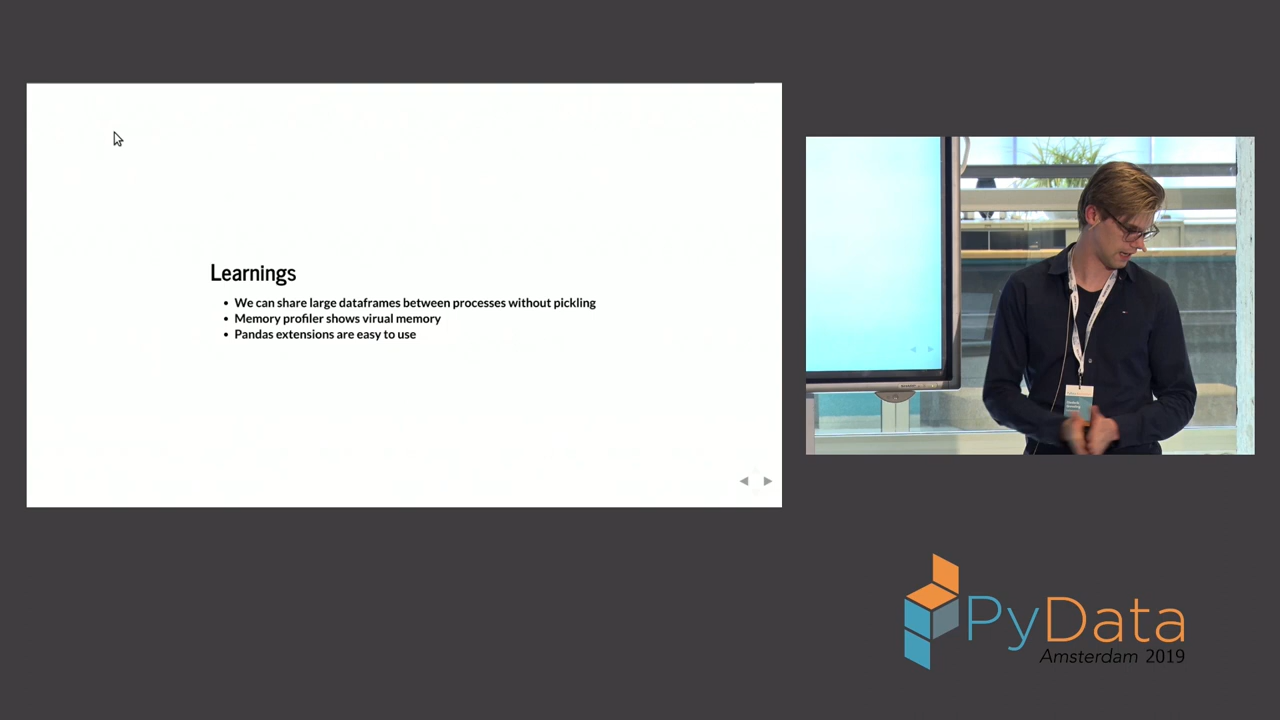 Learnings
We can share large dataframes between processes without pickling
Memory profiler shows virual memory
Pandas extensions are easy to use
PyData
Amsterdam 2019